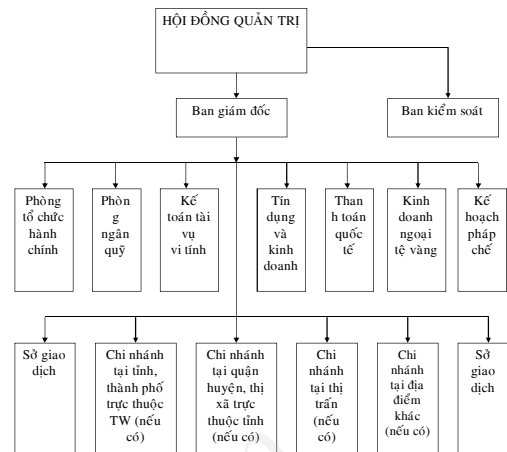 HỘI ĐỒNG QUẢN TRỊ
Ban giám đốc
Ban kiểm soát
Phòng
tổ chức
hành
chính
Phòn
g
ngân
quỹ
Kế
toán tài
vụ
vi tính
Tín
dụng
và
kinh
doanh
Than
h toán
quốc
tế
Kinh
doanh
ngoại
tệ vàng
Kế
hoạch
pháp
chế
Sở giao
dịch
Chi nhánh
tại tỉnh,
thành phố
trực thuộc
TW (nếu
có)
Chi nhánh
tại quận
huyện, thị
xã trực
thuộc tỉnh
(nếu có)
Chi
nhánh
tại thị
trấn
(nếu
có)
Chi
nhánh
tại địa
điểm
khác
(nếu có)
Sở
giao
dịch